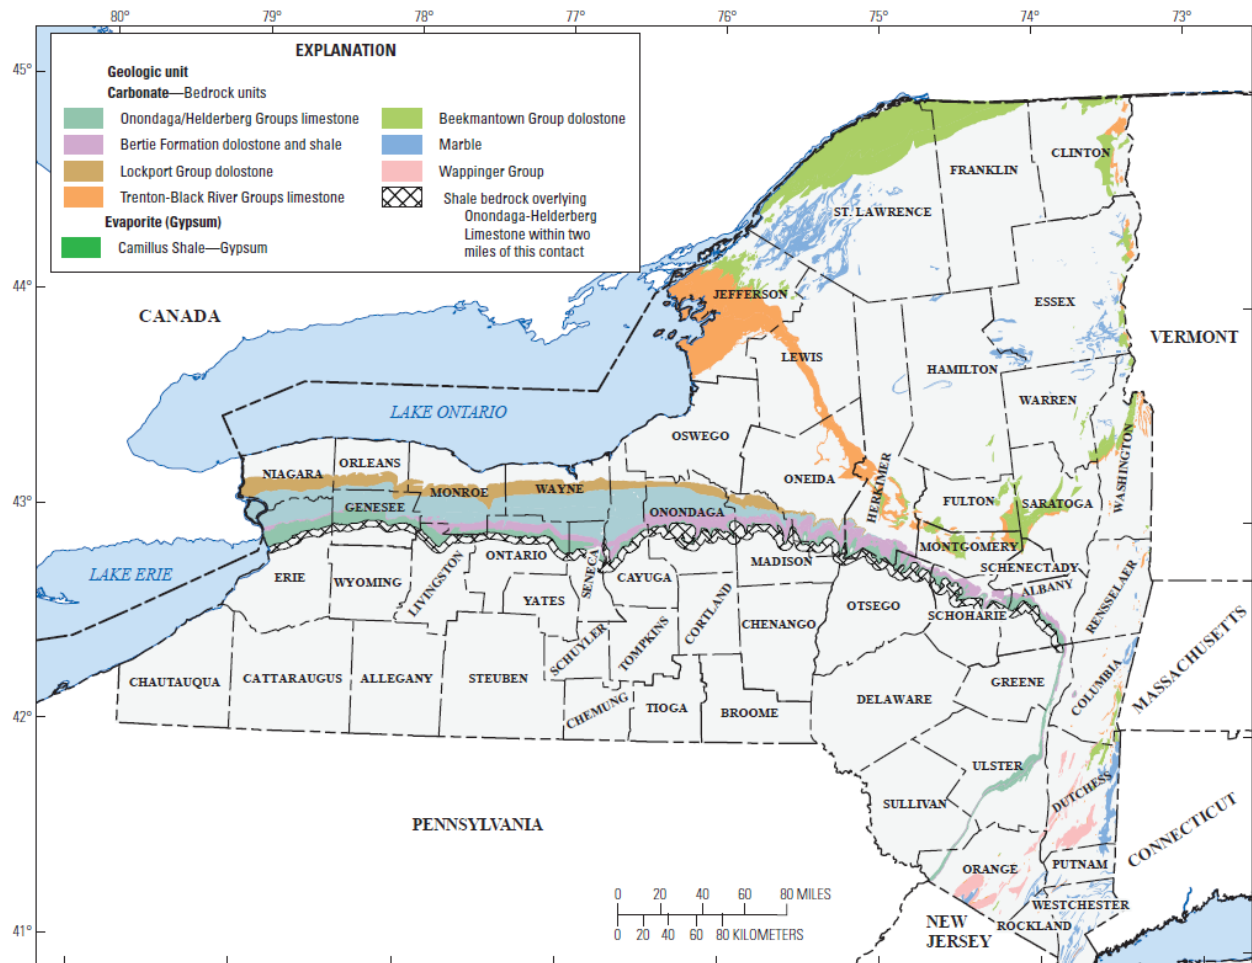 80° 79° 78° 77° 76° 75° 74° 73°
45°
44°
43°
42°
41°
EXPLANATION
Geologic unit
Carbonate—Bedrock units
Onondaga/Helderberg Groups limestone
Bertie Formation dolostone and shale
Lockport Group dolostone
Trenton-Black River Groups limestone
Evaporite (Gypsum)
Camillus Shale—Gypsum
Beekmantown Group dolostone
Marble
Wappinger Group
Shale bedrock overlying
Onondaga-Helderberg
Limestone within two
miles of this contact
CLINTON
FRANKLIN
ST. LAWRENCE
JEFFERSON
ESSEX
CANADA
VERMONT
LEWIS
HAMILTON
WARREN
LAKE ONTARIO
OSWEGO
WASHINGTON
ORLEANS
NIAGARA
MONROE
WAYNE
ONEIDA
HERKIMER
FULTON
SARATOGA
GENESEE
ONONDAGA
MONTGOMERY
ONTARIO
MADISON
SCHENECTADY
LAKE ERIE
ERIE
WYOMING
LIVINGSTON
SENECA
CAYUGA
ALBANY
RENSSELAER
YATES
CORTLAND
OTSEGO
SCHOHARIE
CHENANGO
SCHUYLER
TOMPKINS
CHAUTAUQUA
CATTARAUGUS
ALLEGANY
STEUBEN
GREENE
COLUMBIA
MASSACHUSETTS
CHEMUNG
TIOGA
BROOME
DELAWARE
ULSTER
DUTCHESS
SULLIVAN
PENNSYLVANIA
CONNECTICUT
ORANGE
PUTNAM
WESTCHESTER
ROCKLAND
NEW
JERSEY
0 20 40 60 80 MILES
0 20 40 60 80 KILOMETERS